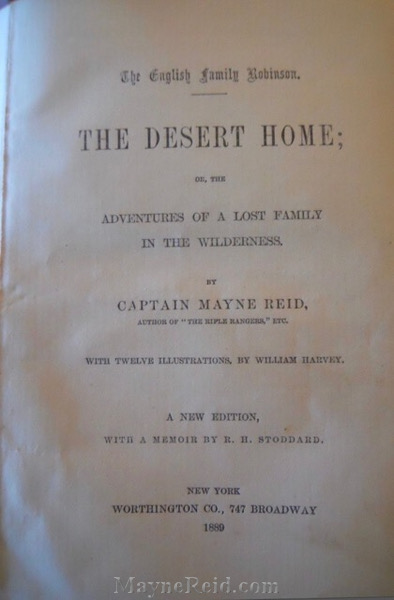 The English Family Robinson.
THE DESERT HOME;
OR, THE
ADVENTURES OF A LOST FAMILY
IN THE WILDERNESS.
BY
CAPTAIN MAYNE REID,
AUTHOR OF "THE RIFLE RANGERS," ETC.
WITH TWELVE ILLUSTRATIONS, BY WILLIAM HARVEY.
A NEW EDITION,
WITH A MEMOIR BY R. H. STODDARD.
NEW YORK
WORTHINGTON CO., 747 BROADWAY
1889
MayneReid.com